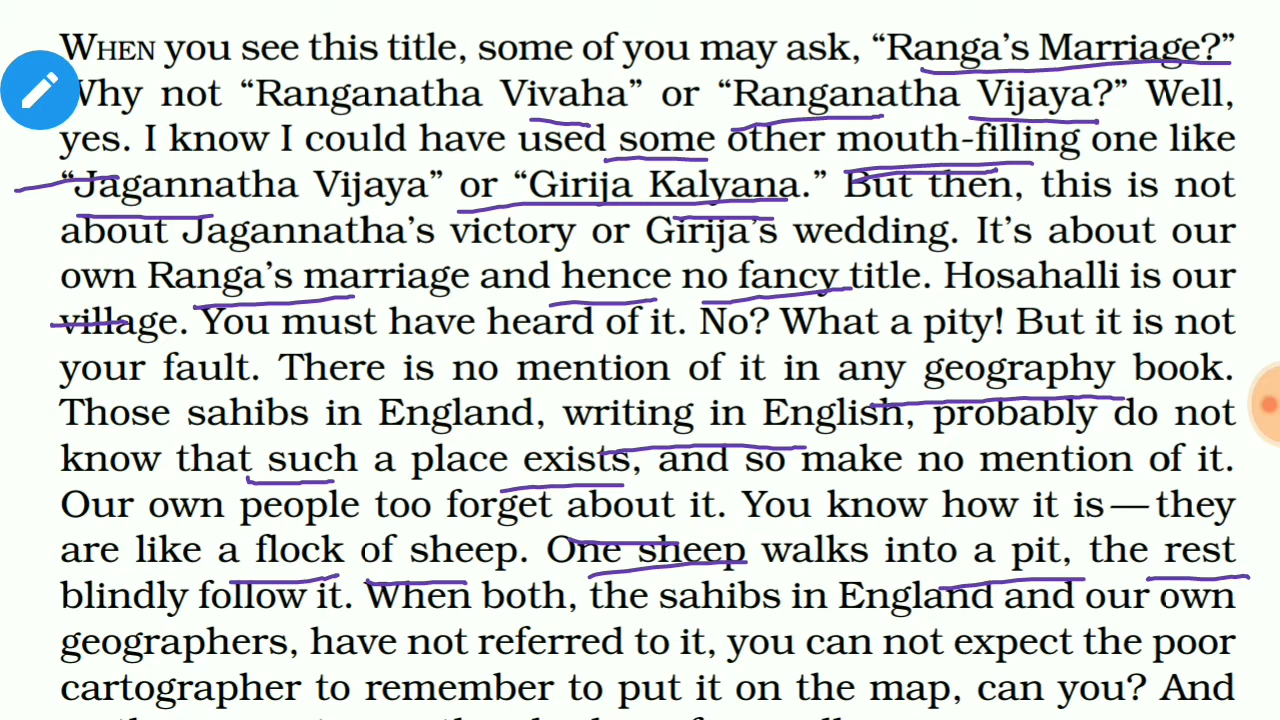 WHEN you see this title, some of you may ask, “Ranga’s Marriage?”
Why not “Ranganatha Vivaha” or “Ranganatha Vijaya?” Well,
yes. I know I could have used some other mouth-filling one like
“Jagannatha Vijaya” or “Girija Kalyana.” But then, this is not
about Jagannatha’s victory or Girija’s wedding. It’s about our
own Ranga’s marriage and hence no fancy title. Hosahalli is our
village. You must have heard of it. No? What a pity! But it is not
your fault. There is no mention of it in any geography book.
Those sahibs in England, writing in English, probably do not
know that such a place exists, and so make no mention of it.
Our own people too forget about it. You know how it is — they
are like a flock of sheep. One sheep walks into a pit, the rest
blindly follow it. When both, the sahibs in England and our own
geographers, have not referred to it, you can not expect the poor
cartographer to remember to put it on the map, can you? And